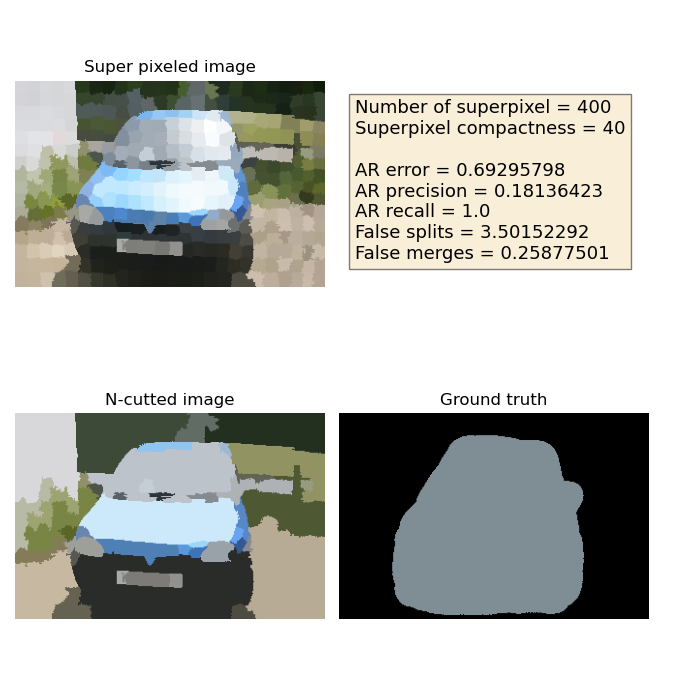 Super pixeled image
Number of superpixel = 400
Superpixel compactness = 40
AR error = 0.69295798
AR precision = 0.18136423
AR recall = 1.0
False splits = 3.50152292
False merges = 0.25877501
N-cutted image
Ground truth